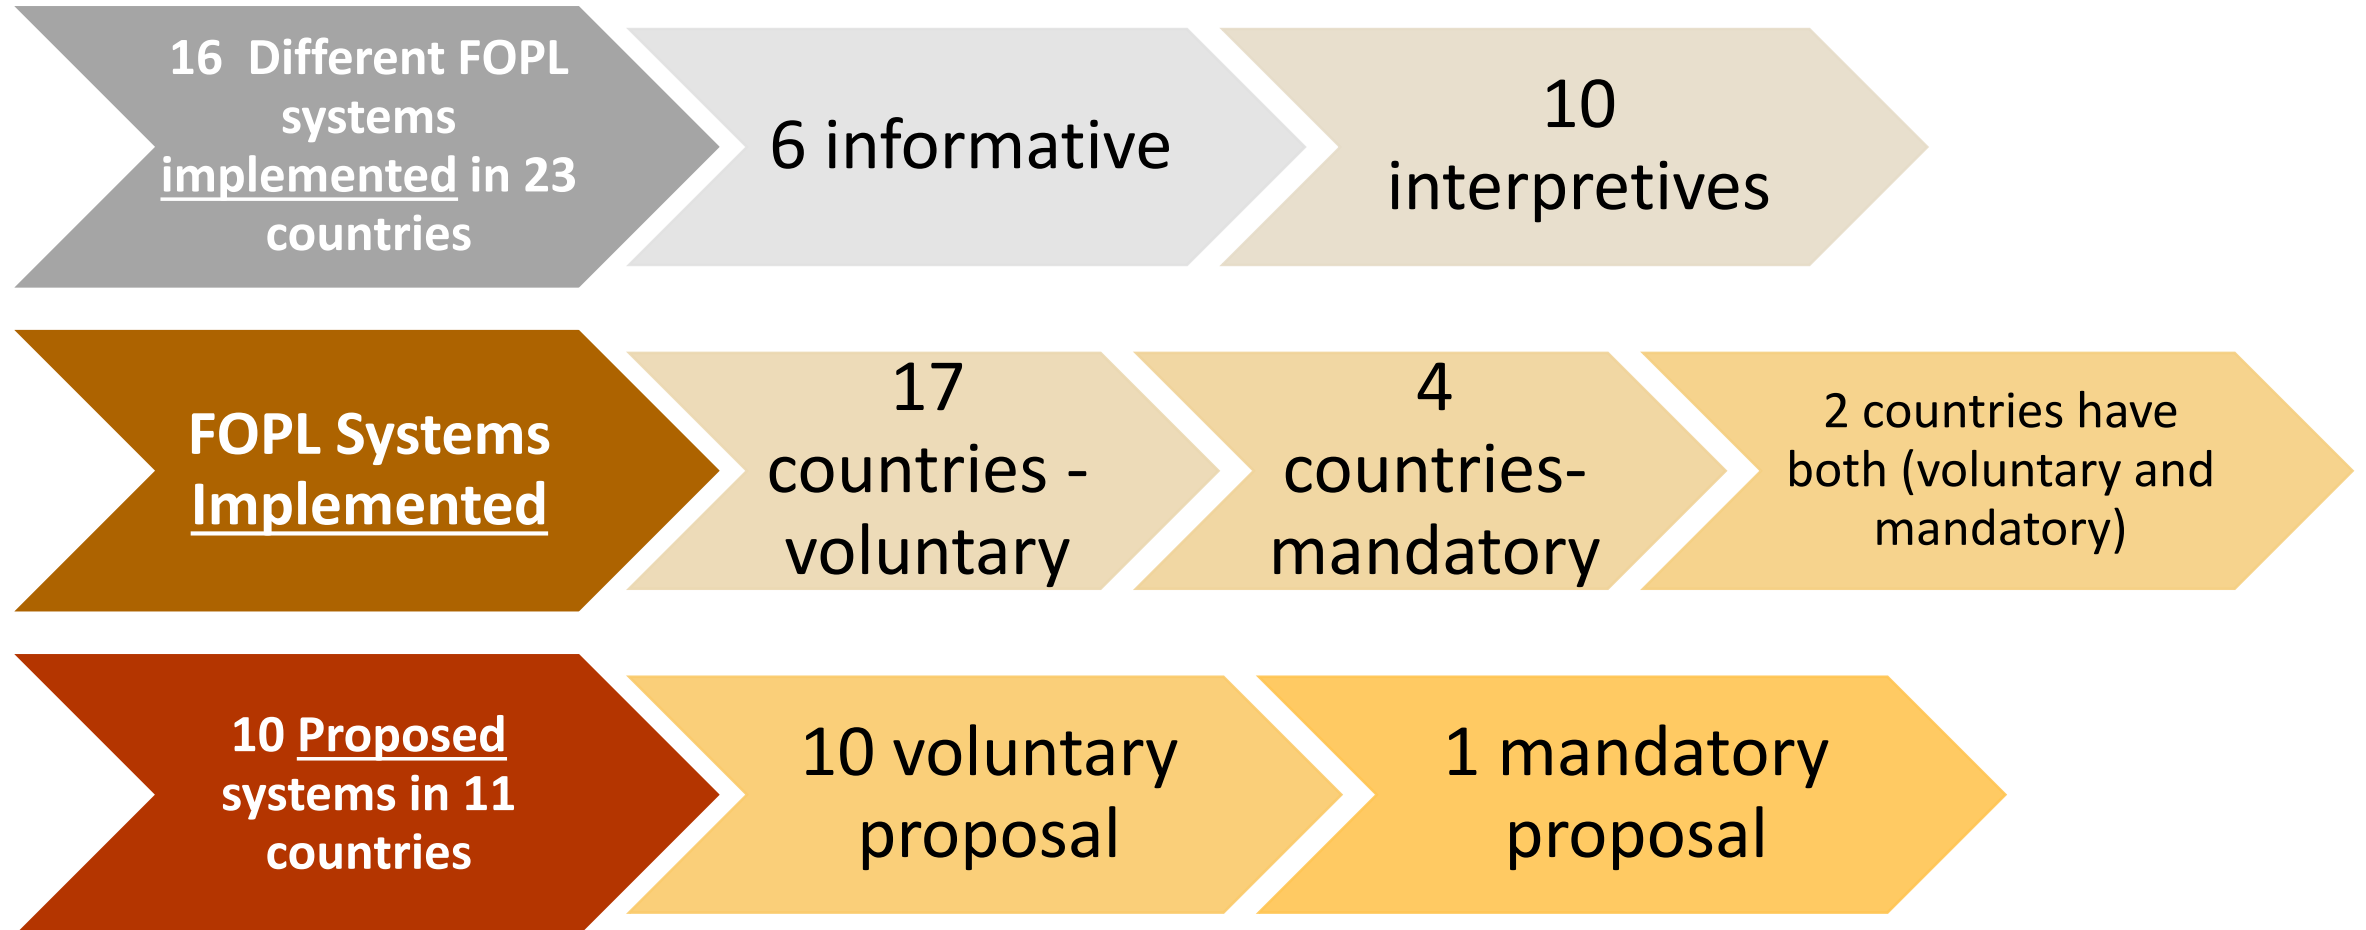 16  Different FOPL
systems
implemented in 23
countries
6 informative
10
interpretives
FOPL Systems
Implemented
17
countries -
voluntary
4
countries-
mandatory
2 countries have
both (voluntary and
mandatory)
10 Proposed
systems in 11
countries
10 voluntary
proposal
1 mandatory
proposal